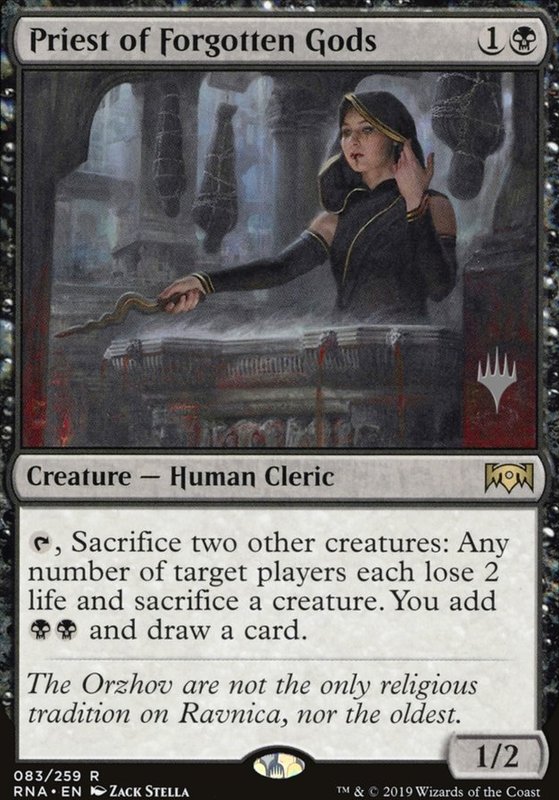 Priest of Forgotten Gods 1
Creature — Human Cleric
, Sacrifice two other creatures: Any
number of target players each lose 2
life and sacrifice a creature. You add
and draw a card.
The Orzhov are not the only religious
tradition on Ravnica, nor the oldest.
1/2
083/259 R
RNA • EN Zack Stella
™ & © 2019 Wizards of the Coast